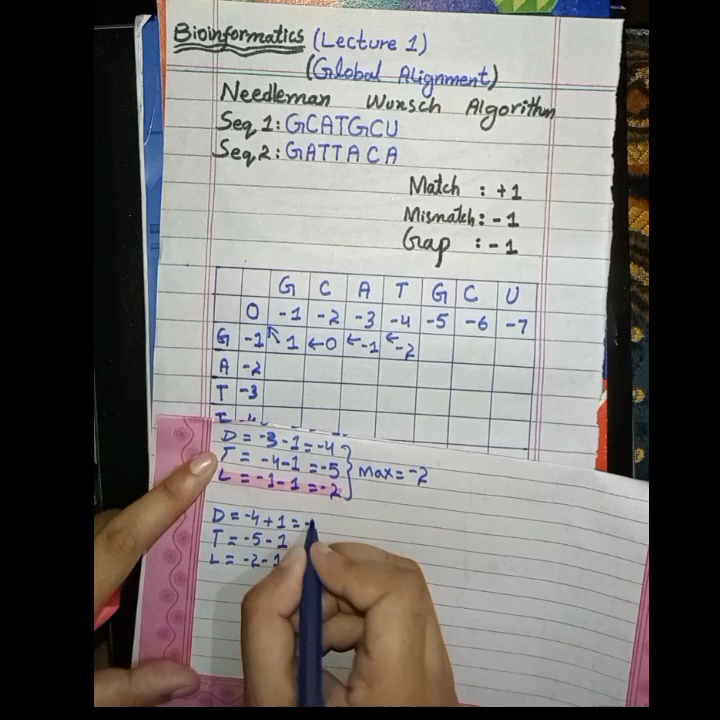 Bioinformatics (Lecture 1)
(Global Alignment)
Needleman Wunsch Algorithm
Seq 1: GCATGCU
Seq 2: GATTACA
Match : +1
Mismatch: -1
Gap : -1
G C A T G C U
0 -1 -2 -3 -4 -5 -6 -7
G -1 ↖ 1 ←0 ←-1 ←-2
A -2
T -3
D = -3-1 = -4
T = -4-1 = -5 } Max = -2
L = -1-1 = -2
D = -4+1 = -
T = -5-1
L = -2-1